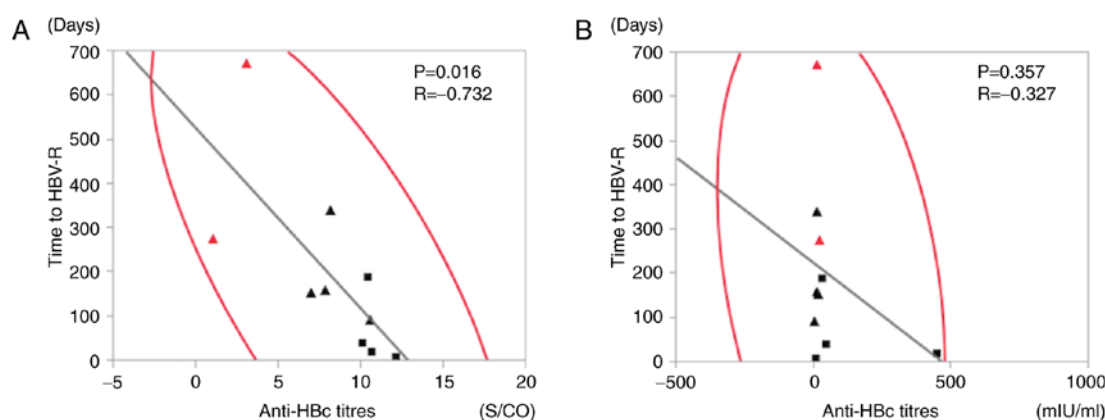 A (Days)
700
600
500
400
300
200
100
0
Time to HBV-R
P=0.016
R=−0.732
−5 0 5 10 15 20
Anti-HBc titres (S/CO)
B (Days)
700
600
500
400
300
200
100
0
Time to HBV-R
P=0.357
R=−0.327
−500 0 500 1000
Anti-HBc titres (mIU/ml)